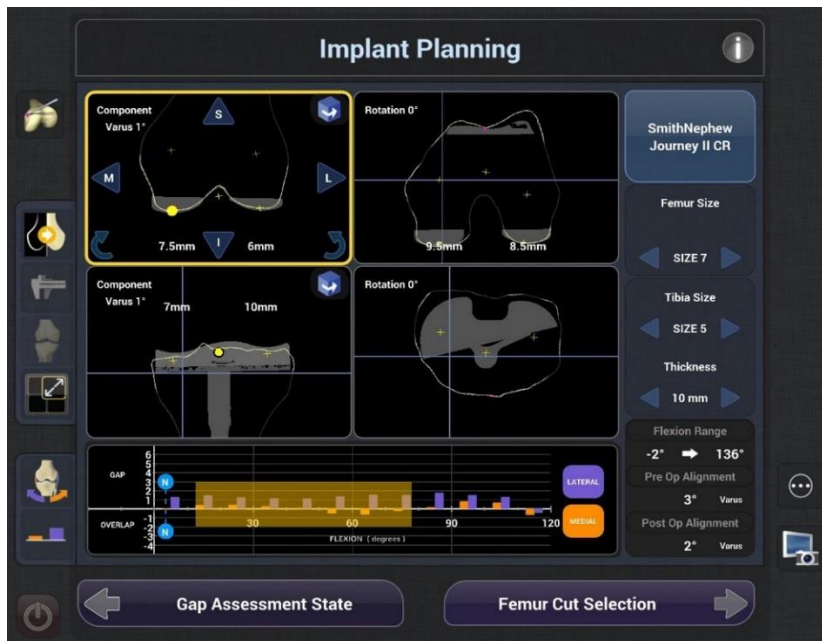 Implant Planning
i
Component
Varus 1°
S
M
L
I
7.5mm
6mm
Rotation 0°
9.5mm
8.5mm
Component
Varus 1°
7mm
10mm
Rotation 0°
SmithNephew
Journey II CR
Femur Size
SIZE 7
Tibia Size
SIZE 5
Thickness
10 mm
Flexion Range
-2° 136°
Pre Op Alignment
3° Varus
Post Op Alignment
2° Varus
GAP
OVERLAP
6
5
4
3
2
1
-1
-2
-3
-4
N
N
30
60
90
120
FLEXION ( degrees )
LATERAL
MEDIAL
Gap Assessment State
Femur Cut Selection